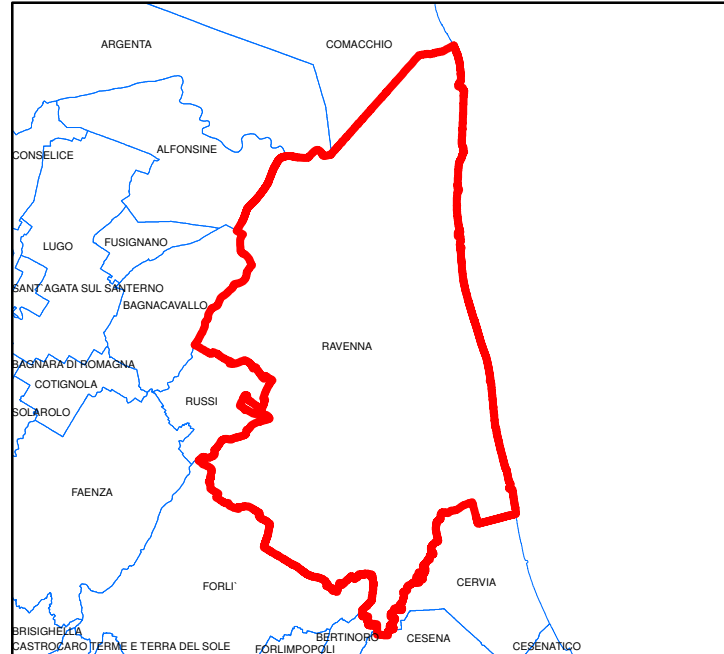 ARGENTA
COMACCHIO
CONSELICE
ALFONSINE
LUGO
FUSIGNANO
SANT`AGATA SUL SANTERNO
BAGNACAVALLO
RAVENNA
BAGNARA DI ROMAGNA
COTIGNOLA
RUSSI
SOLAROLO
FAENZA
FORLI`
CERVIA
BRISIGHELLA
BERTINORO
CESENA
CASTROCARO TERME E TERRA DEL SOLE
FORLIMPOPOLI
CESENATICO